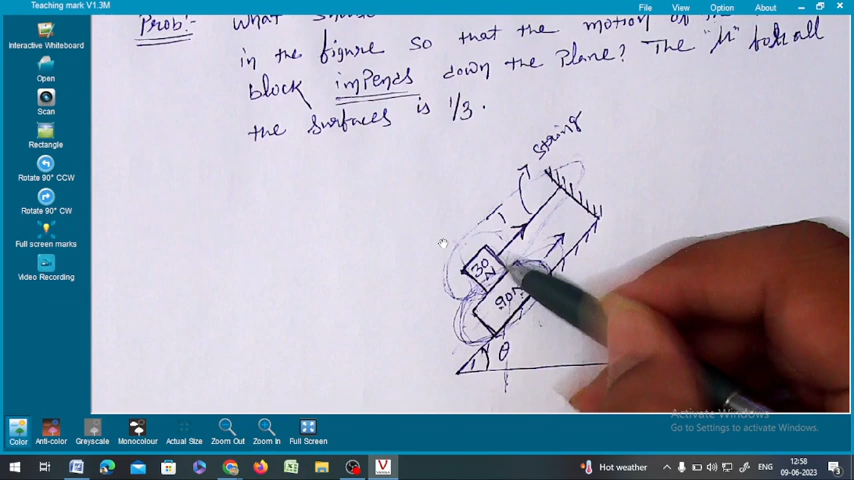 Teaching mark V1.3M
File View Option About
Interactive Whiteboard
Open
Scan
Rectangle
Rotate 90° CCW
Rotate 90° CW
Full screen marks
Video Recording
Prob:- What
in the figure so that the motion of
block impends down the plane? The "μ" for all
the surfaces is 1/3.
string
30 N
90N
θ
Color Anti-color Greyscale Monocolour Actual Size Zoom Out Zoom In Full Screen
Activate Windows
Go to Settings to activate Windows.
Hot weather
ENG
12:58
09-06-2023
3